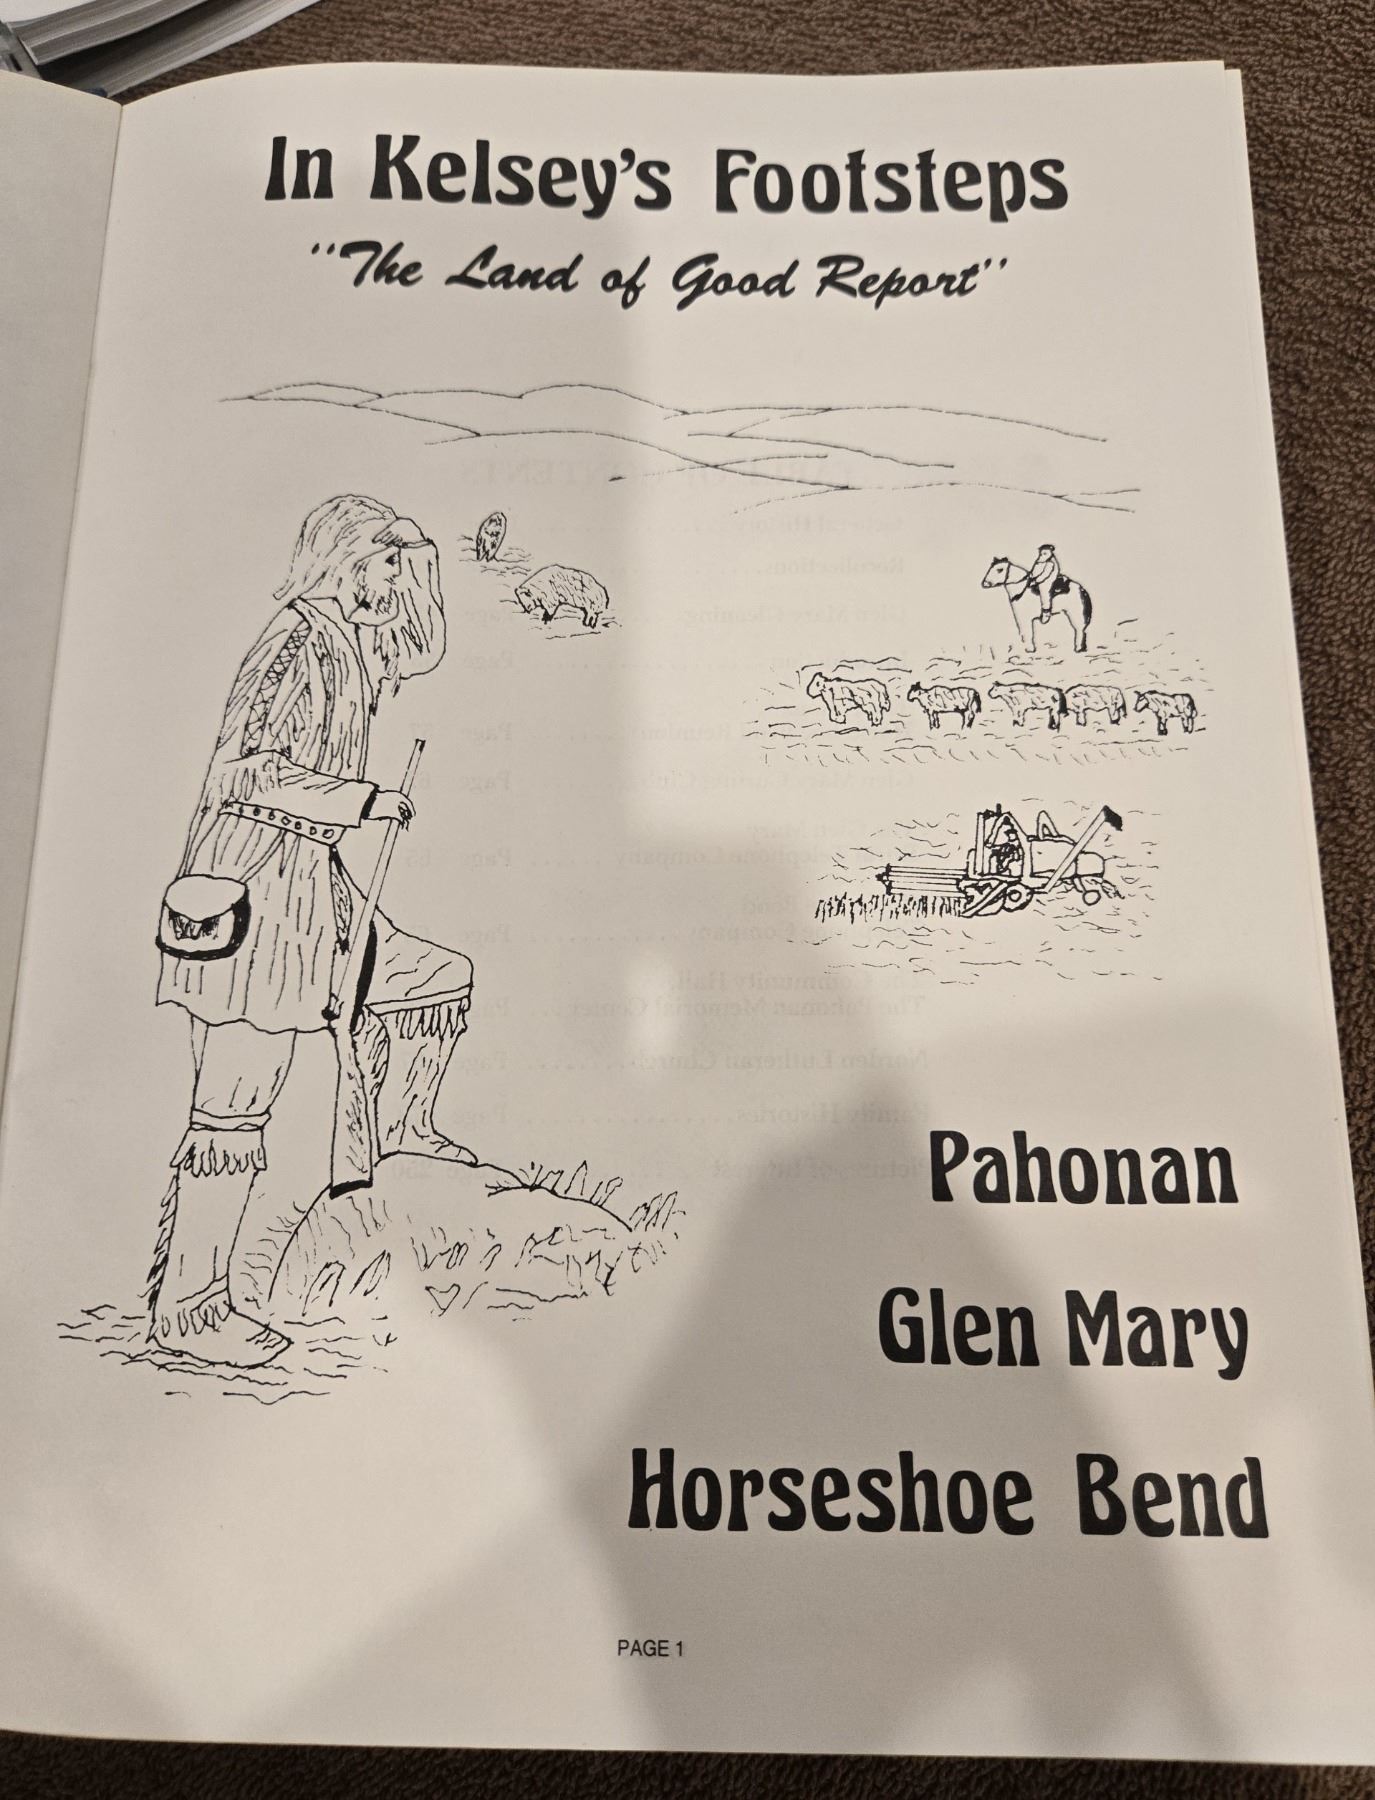 In Kelsey's Footsteps
"The Land of Good Report"
Pahonan
Glen Mary
Horseshoe Bend
PAGE 1